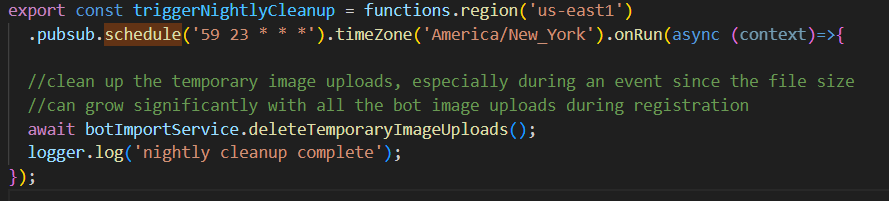 export const triggerNightlyCleanup = functions.region('us-east1')
.pubsub.schedule('59 23 * * *').timeZone('America/New_York').onRun(async (context)=>{
//clean up the temporary image uploads, especially during an event since the file size
//can grow significantly with all the bot image uploads during registration
await botImportService.deleteTemporaryImageUploads();
logger.log('nightly cleanup complete');
});